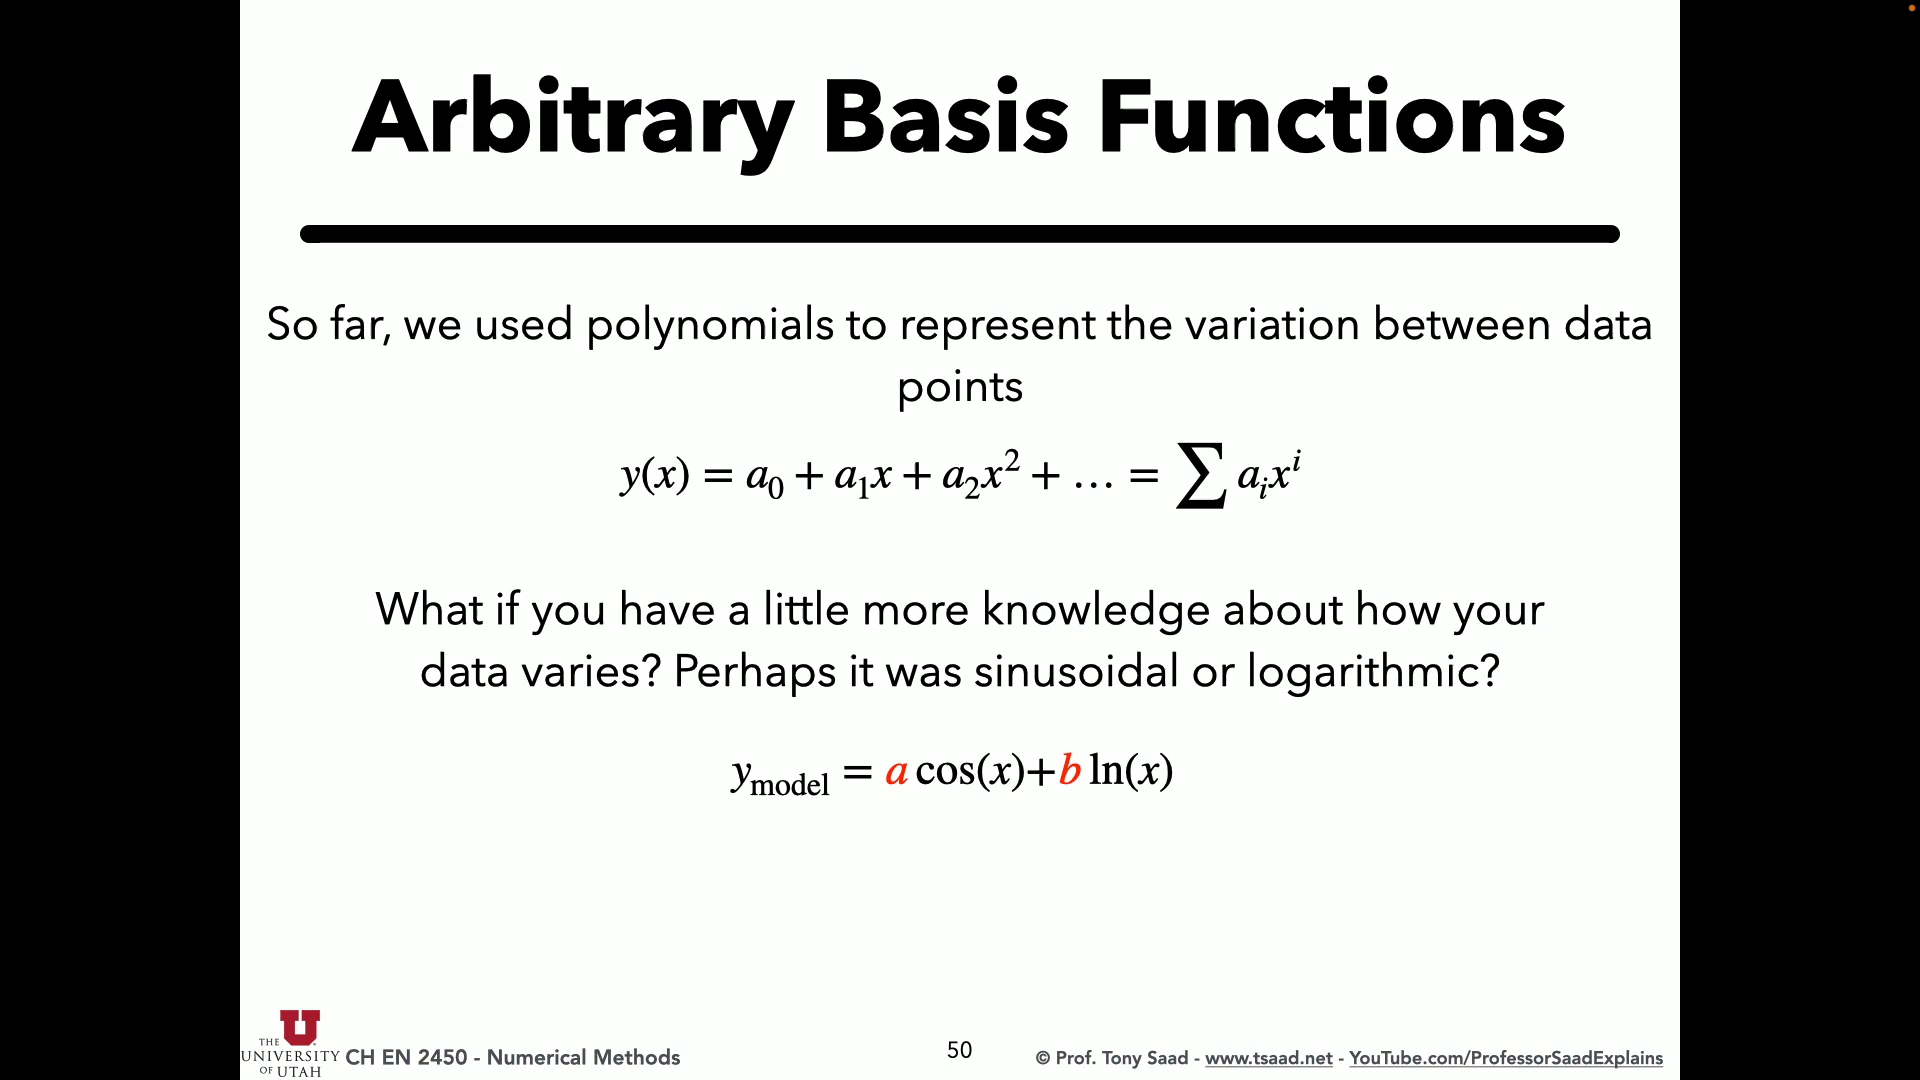 Arbitrary Basis Functions
So far, we used polynomials to represent the variation between data
points
y(x) = a₀ + a₁x + a₂x² + … = ∑ aᵢxⁱ
What if you have a little more knowledge about how your
data varies? Perhaps it was sinusoidal or logarithmic?
y_model = a cos(x)+b ln(x)
THE
UNIVERSITY
OF UTAH
CH EN 2450 - Numerical Methods
50
© Prof. Tony Saad - www.tsaad.net - YouTube.com/ProfessorSaadExplains